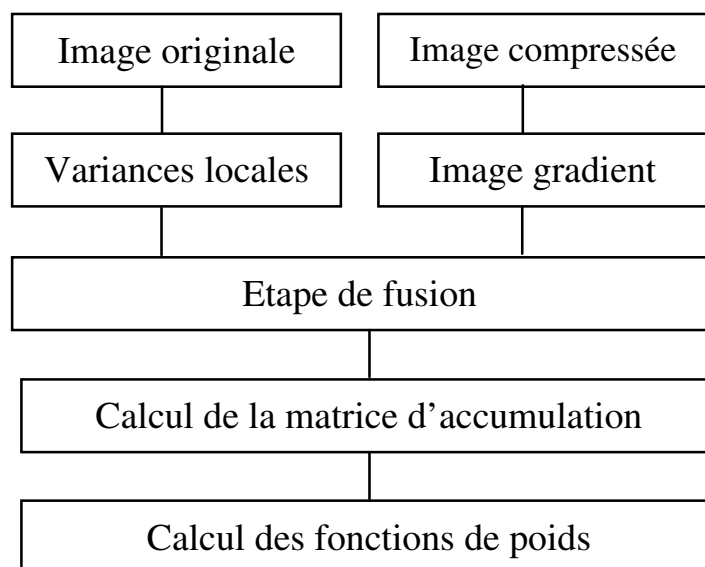 Image originale
Image compressée
Variances locales
Image gradient
Etape de fusion
Calcul de la matrice d’accumulation
Calcul des fonctions de poids